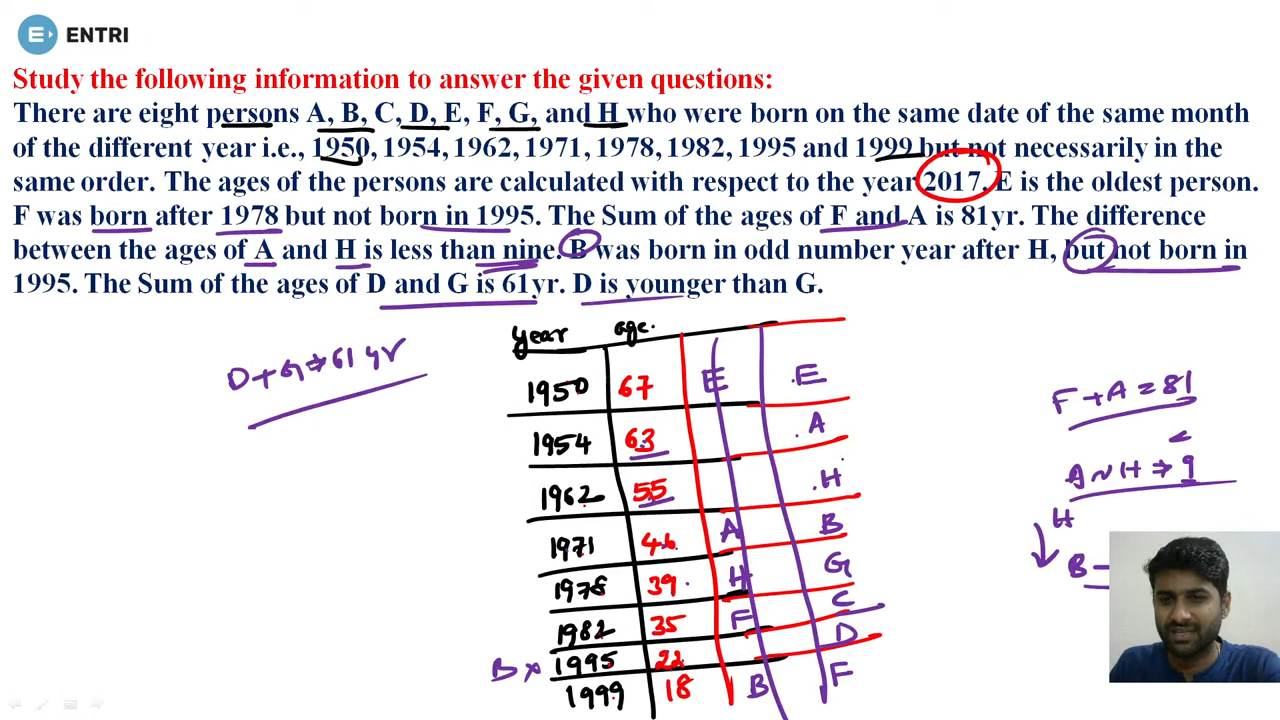 ENTRI
Study the following information to answer the given questions:
There are eight persons A, B, C, D, E, F, G, and H who were born on the same date of the same month
of the different year i.e., 1950, 1954, 1962, 1971, 1978, 1982, 1995 and 1999 but not necessarily in the
same order. The ages of the persons are calculated with respect to the year 2017. E is the oldest person.
F was born after 1978 but not born in 1995. The Sum of the ages of F and A is 81yr. The difference
between the ages of A and H is less than nine. B was born in odd number year after H, but not born in
1995. The Sum of the ages of D and G is 61yr. D is younger than G.
D + G ⇒ 61 yr
year age.
1950 67 E E
1954 63 A
1962 55 H
1971 46 A B
1978 39 H G
1982 35 F C
B × 1995 22 D
1999 18 B F
F + A = 81
<
A ~ H ⇒ 9
H
↓ B –